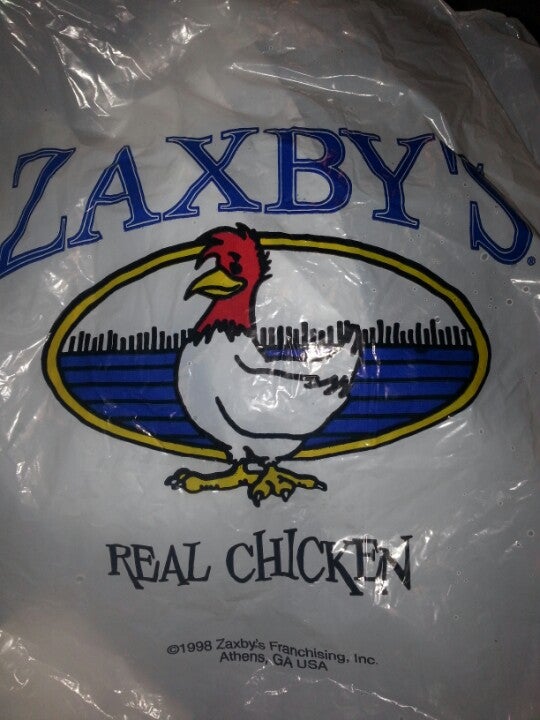 ZAXBY'S®
REAL CHICKEN
©1998 Zaxby's Franchising, Inc.
Athens, GA USA